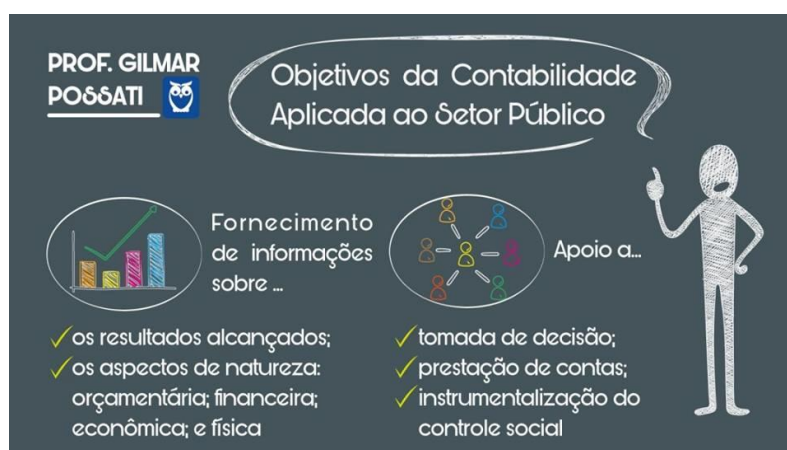 PROF. GILMAR
POSSATI
Objetivos da Contabilidade
Aplicada ao Setor Público
Fornecimento
de informações
sobre ...
os resultados alcançados;
os aspectos de natureza:
orçamentária; financeira;
econômica; e física
Apoio a...
tomada de decisão;
prestação de contas;
instrumentalização do
controle social